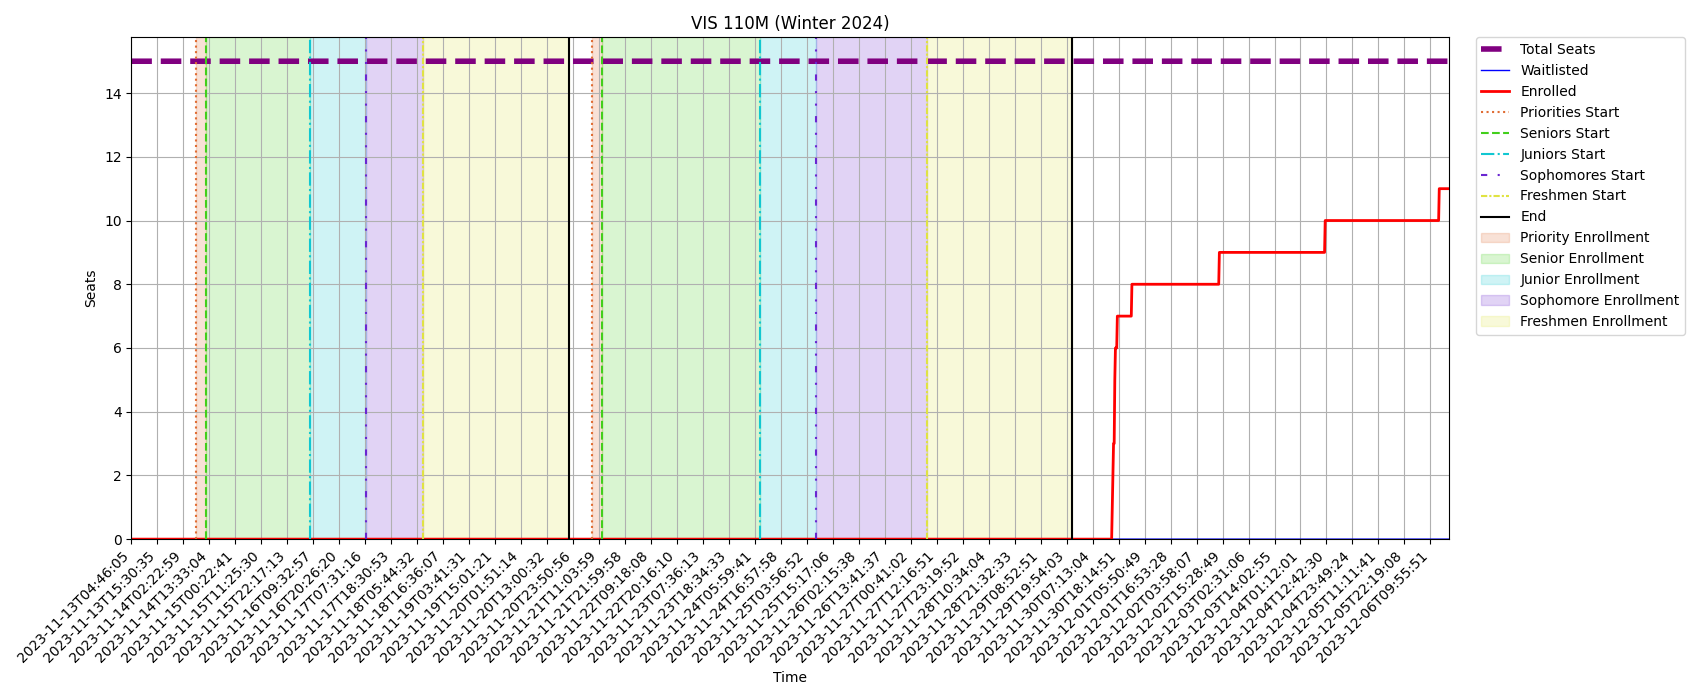 VIS 110M (Winter 2024)
Seats
14
12
10
8
6
4
2
0
2023-11-13T04:46:05
2023-11-13T15:30:35
2023-11-14T02:22:59
2023-11-14T13:33:04
2023-11-15T00:22:41
2023-11-15T11:25:30
2023-11-15T22:17:13
2023-11-16T09:32:57
2023-11-16T20:26:20
2023-11-17T07:31:16
2023-11-17T18:30:53
2023-11-18T05:44:32
2023-11-18T16:36:07
2023-11-19T03:41:31
2023-11-19T15:01:21
2023-11-20T01:51:14
2023-11-20T13:00:32
2023-11-20T23:50:56
2023-11-21T11:03:59
2023-11-21T21:59:58
2023-11-22T09:18:08
2023-11-22T20:16:10
2023-11-23T07:36:13
2023-11-23T18:34:33
2023-11-24T05:59:41
2023-11-24T16:57:58
2023-11-25T03:56:52
2023-11-25T15:17:06
2023-11-26T02:15:38
2023-11-26T13:41:37
2023-11-27T00:41:02
2023-11-27T12:16:51
2023-11-27T23:19:52
2023-11-28T10:34:04
2023-11-28T21:32:33
2023-11-29T08:52:51
2023-11-29T19:54:03
2023-11-30T07:13:04
2023-11-30T18:14:51
2023-12-01T05:50:49
2023-12-01T16:53:28
2023-12-02T03:58:07
2023-12-02T15:28:49
2023-12-03T02:31:06
2023-12-03T14:02:55
2023-12-04T01:12:01
2023-12-04T12:42:30
2023-12-04T23:49:24
2023-12-05T11:11:41
2023-12-05T22:19:08
2023-12-06T09:55:51
Time
Total Seats
Waitlisted
Enrolled
Priorities Start
Seniors Start
Juniors Start
Sophomores Start
Freshmen Start
End
Priority Enrollment
Senior Enrollment
Junior Enrollment
Sophomore Enrollment
Freshmen Enrollment